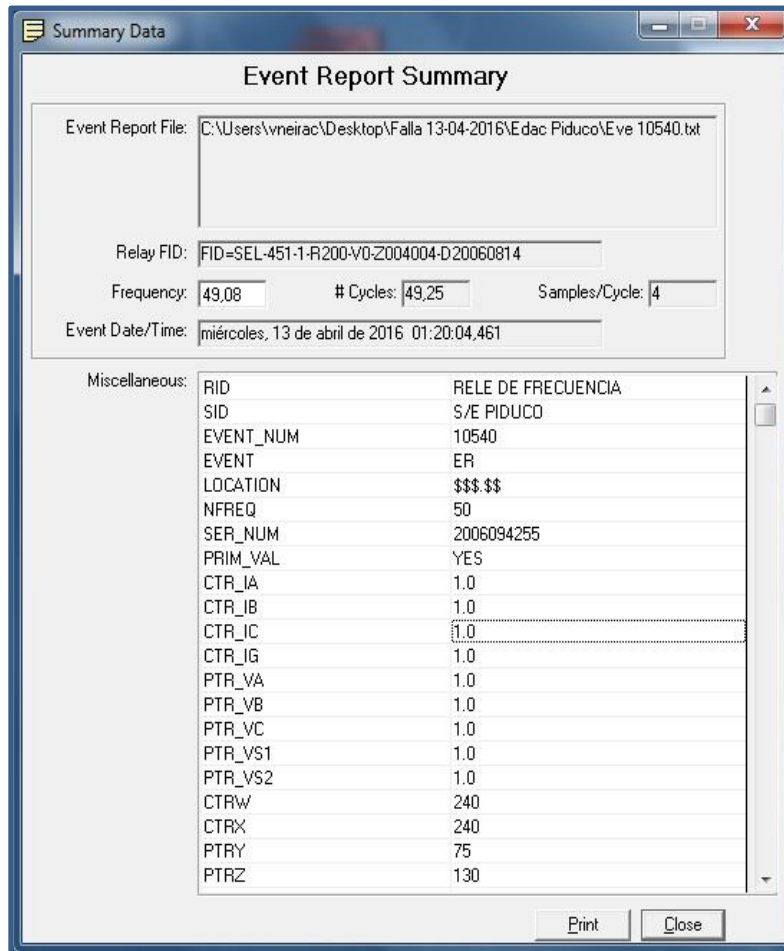 Summary Data
Event Report Summary
Event Report File: C:\Users\vneirac\Desktop\Falla 13-04-2016\Edac Piduco\Eve 10540.txt
Relay FID: FID=SEL-451-1-R200-V0-Z004004-D20060814
Frequency: 49,08 # Cycles: 49,25 Samples/Cycle: 4
Event Date/Time: miércoles, 13 de abril de 2016 01:20:04,461
Miscellaneous: RID RELE DE FRECUENCIA
SID S/E PIDUCO
EVENT_NUM 10540
EVENT ER
LOCATION $$$.$$
NFREQ 50
SER_NUM 2006094255
PRIM_VAL YES
CTR_IA 1.0
CTR_IB 1.0
CTR_IC 1.0
CTR_IG 1.0
PTR_VA 1.0
PTR_VB 1.0
PTR_VC 1.0
PTR_VS1 1.0
PTR_VS2 1.0
CTRW 240
CTRX 240
PTRY 75
PTRZ 130
Print Close